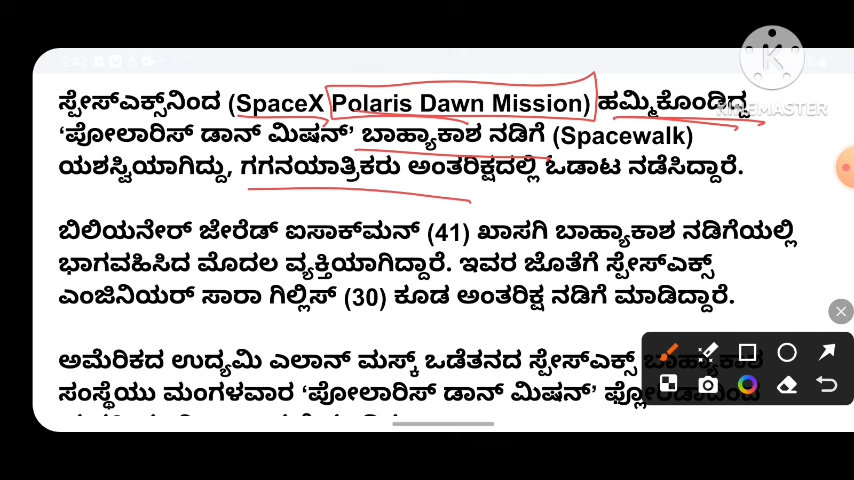 2:42
K
KINEMASTER
ಸ್ಪೇಸ್‌ಎಕ್ಸ್‌ನಿಂದ (SpaceX Polaris Dawn Mission) ಹಮ್ಮಿಕೊಂಡಿದ್ದ
‘ಪೋಲಾರಿಸ್ ಡಾನ್ ಮಿಷನ್’ ಬಾಹ್ಯಾಕಾಶ ನಡಿಗೆ (Spacewalk)
ಯಶಸ್ವಿಯಾಗಿದ್ದು, ಗಗನಯಾತ್ರಿಕರು ಅಂತರಿಕ್ಷದಲ್ಲಿ ಓಡಾಟ ನಡೆಸಿದ್ದಾರೆ.
ಬಿಲಿಯನೇರ್ ಜೇರೆಡ್ ಐಸಾಕ್‌ಮನ್ (41) ಖಾಸಗಿ ಬಾಹ್ಯಾಕಾಶ ನಡಿಗೆಯಲ್ಲಿ
ಭಾಗವಹಿಸಿದ ಮೊದಲ ವ್ಯಕ್ತಿಯಾಗಿದ್ದಾರೆ. ಇವರ ಜೊತೆಗೆ ಸ್ಪೇಸ್‌ಎಕ್ಸ್
ಎಂಜಿನಿಯರ್ ಸಾರಾ ಗಿಲ್ಲಿಸ್ (30) ಕೂಡ ಅಂತರಿಕ್ಷ ನಡಿಗೆ ಮಾಡಿದ್ದಾರೆ.
ಅಮೆರಿಕದ ಉದ್ಯಮಿ ಎಲಾನ್ ಮಸ್ಕ್ ಒಡೆತನದ ಸ್ಪೇಸ್‌ಎಕ್ಸ್ ಬಾಹ್ಯಾಕಾಶ
ಸಂಸ್ಥೆಯು ಮಂಗಳವಾರ ‘ಪೋಲಾರಿಸ್ ಡಾನ್ ಮಿಷನ್’ ಫ್ಲೋರಿಡಾದಿಂದ